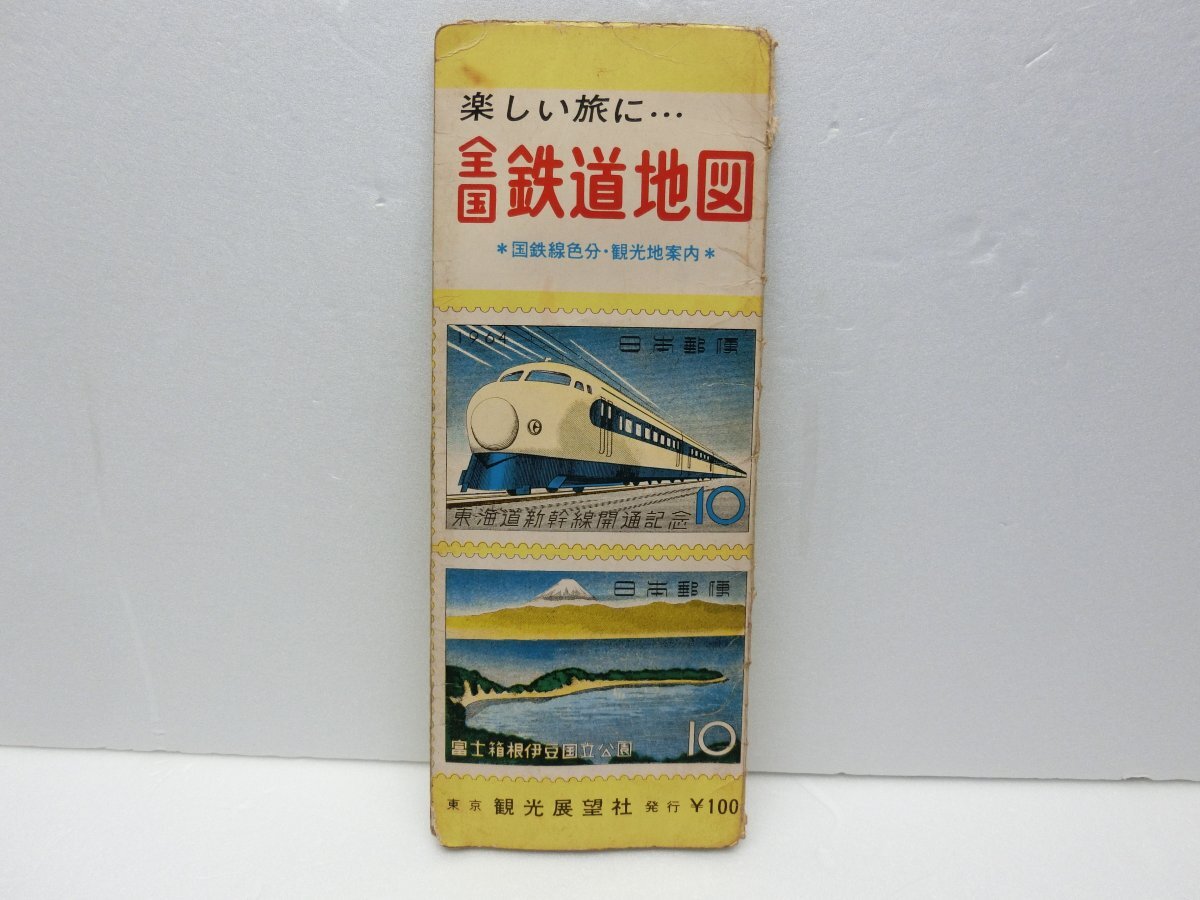 楽しい旅に…
全国鉄道地図
＊国鉄線色分・観光地案内＊
1964 日本郵便
東海道新幹線開通記念 10
日本郵便
富士箱根伊豆国立公園 10
東京 観光展望社 発行 ¥100